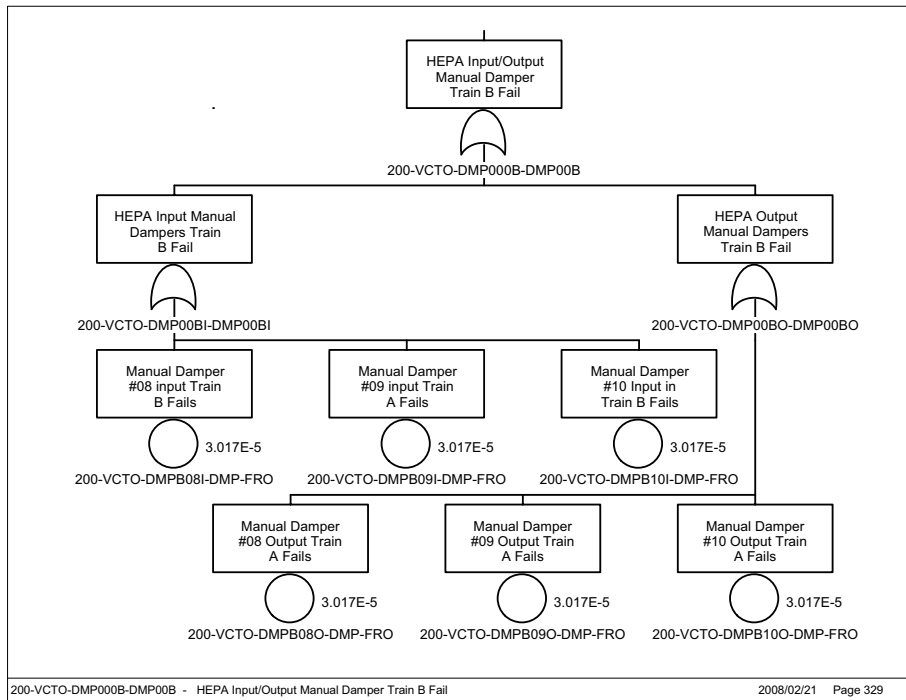 HEPA Input/Output
Manual Damper
Train B Fail
200-VCTO-DMP000B-DMP00B
HEPA Input Manual
Dampers Train
B Fail
200-VCTO-DMP00BI-DMP00BI
HEPA Output
Manual Dampers
Train B Fail
200-VCTO-DMP00BO-DMP00BO
Manual Damper
#08 input Train
B Fails
3.017E-5
200-VCTO-DMPB08I-DMP-FRO
Manual Damper
#09 input Train
A Fails
3.017E-5
200-VCTO-DMPB09I-DMP-FRO
Manual Damper
#10 Input in
Train B Fails
3.017E-5
200-VCTO-DMPB10I-DMP-FRO
Manual Damper
#08 Output Train
A Fails
3.017E-5
200-VCTO-DMPB08O-DMP-FRO
Manual Damper
#09 Output Train
A Fails
3.017E-5
200-VCTO-DMPB09O-DMP-FRO
Manual Damper
#10 Output Train
A Fails
3.017E-5
200-VCTO-DMPB10O-DMP-FRO
200-VCTO-DMP000B-DMP00B - HEPA Input/Output Manual Damper Train B Fail 2008/02/21 Page 329